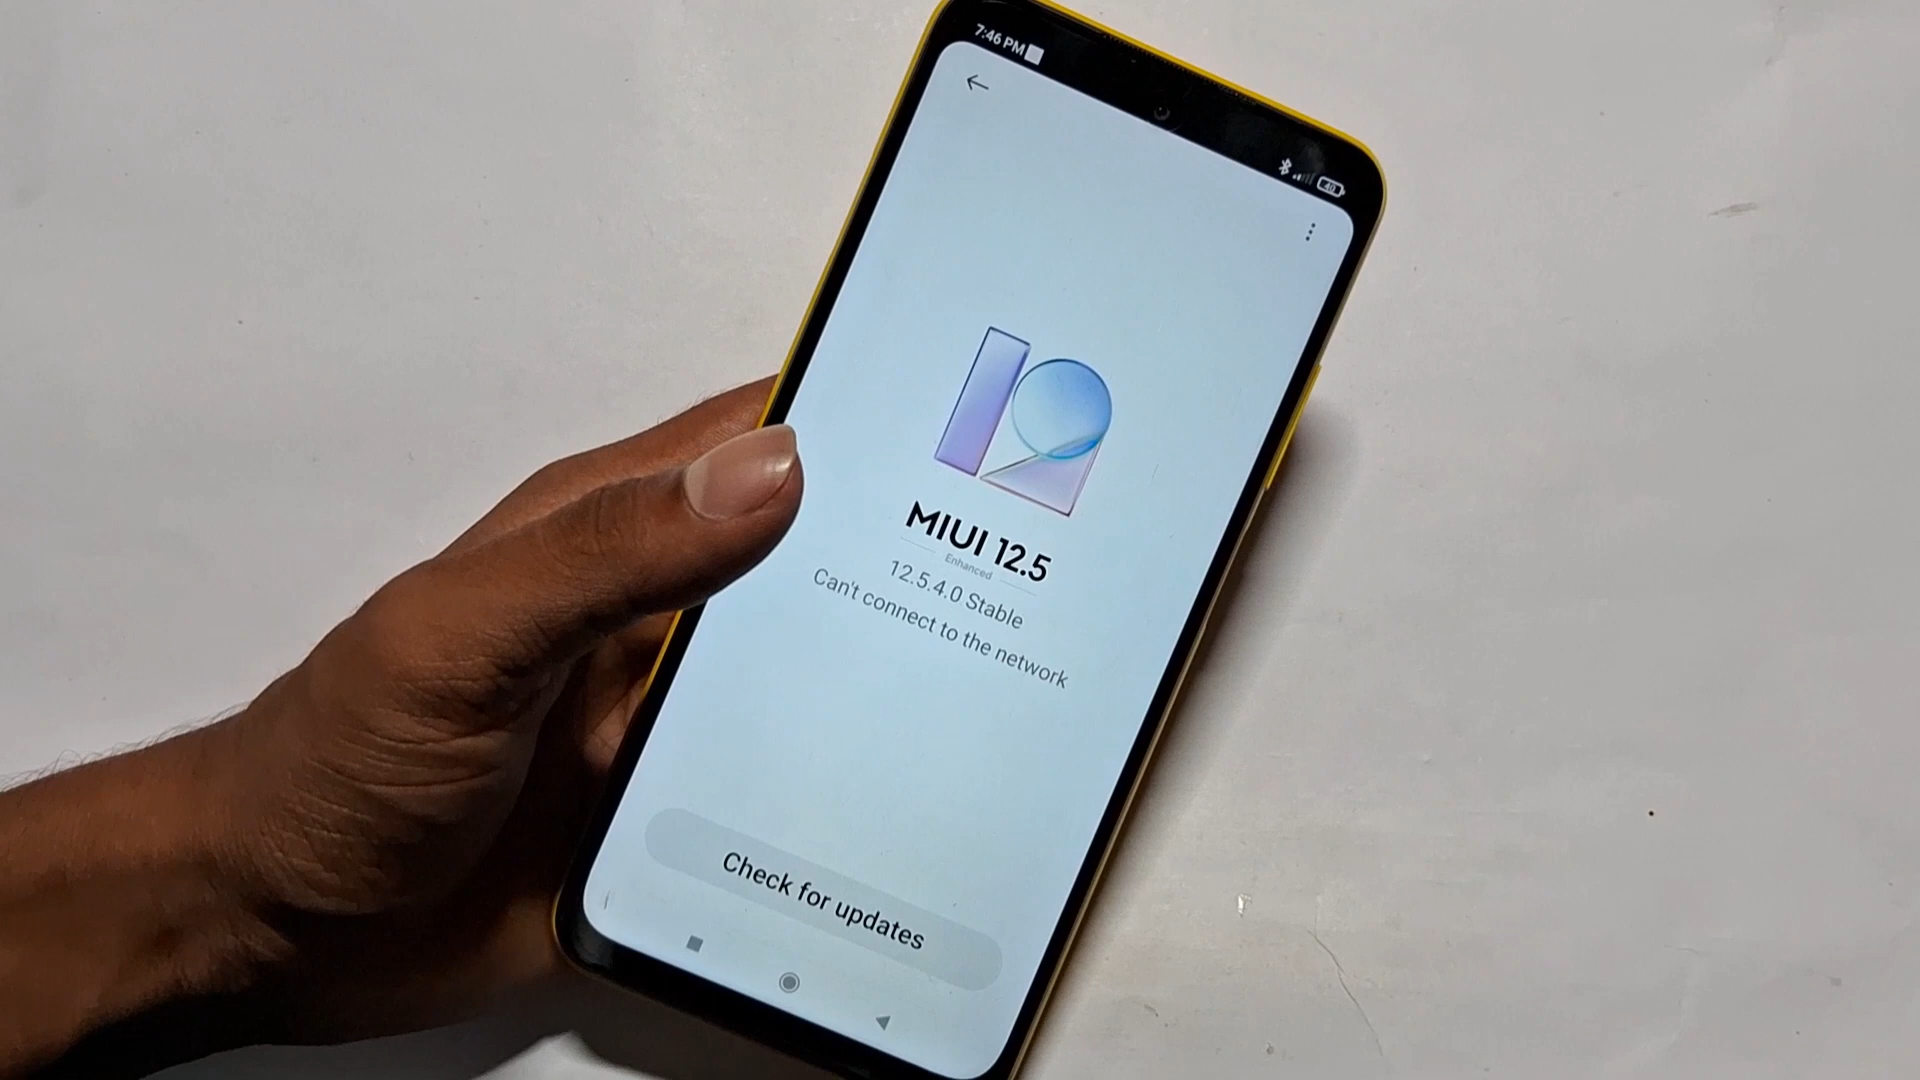 7:46 PM
49
MIUI 12.5
Enhanced
12.5.4.0 Stable
Can't connect to the network
Check for updates